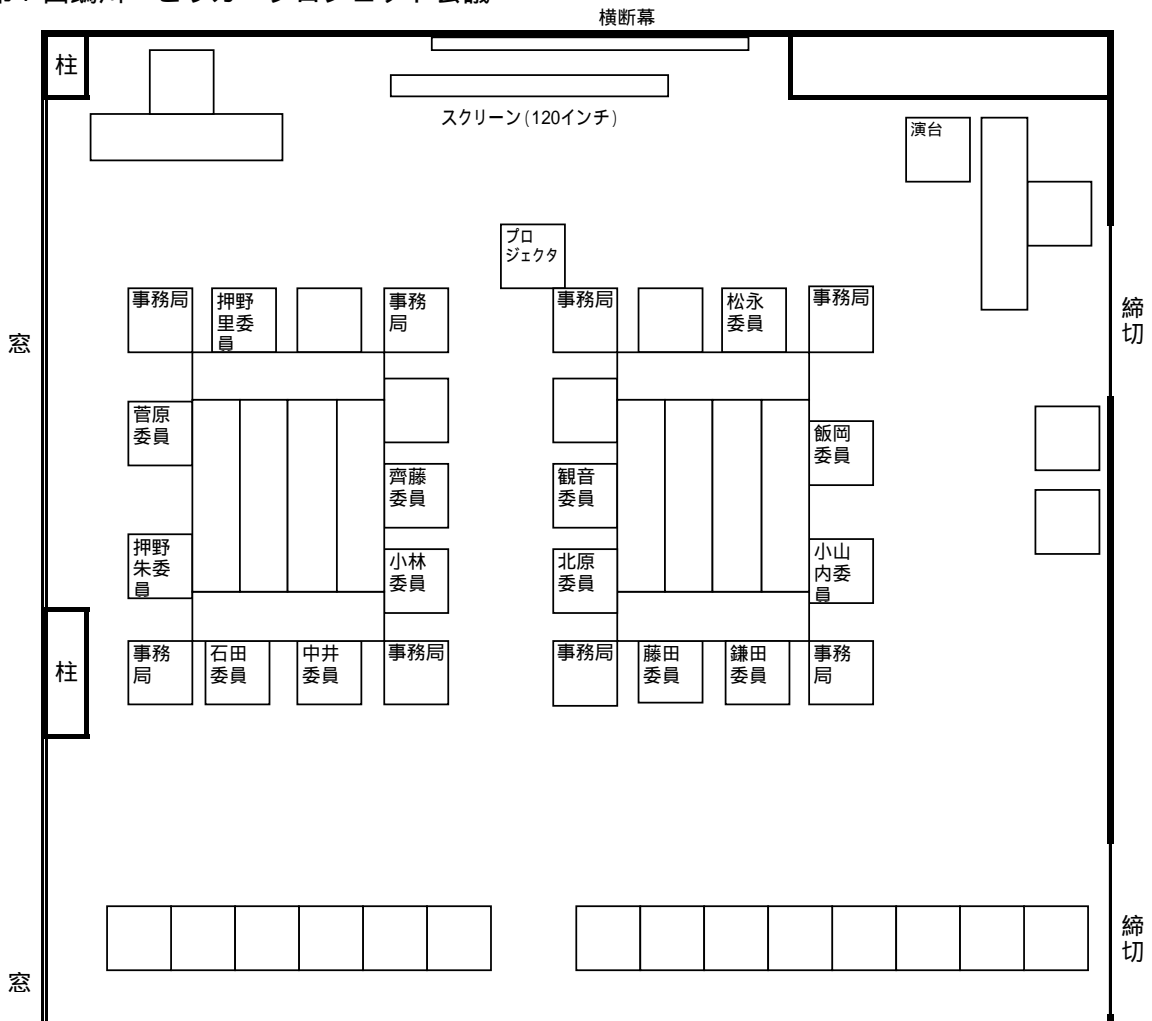 横断幕
柱
スクリーン(120インチ)
演台
プロ
ジェクタ
事務局
押野
里委
員
事務
局
事務局
松永
委員
事務局
窓
締
切
菅原
委員
飯岡
委員
齊藤
委員
観音
委員
押野
朱委
員
小林
委員
北原
委員
小山
内委
員
柱
事務
局
石田
委員
中井
委員
事務局
事務局
藤田
委員
鎌田
委員
事務
局
締
切
窓